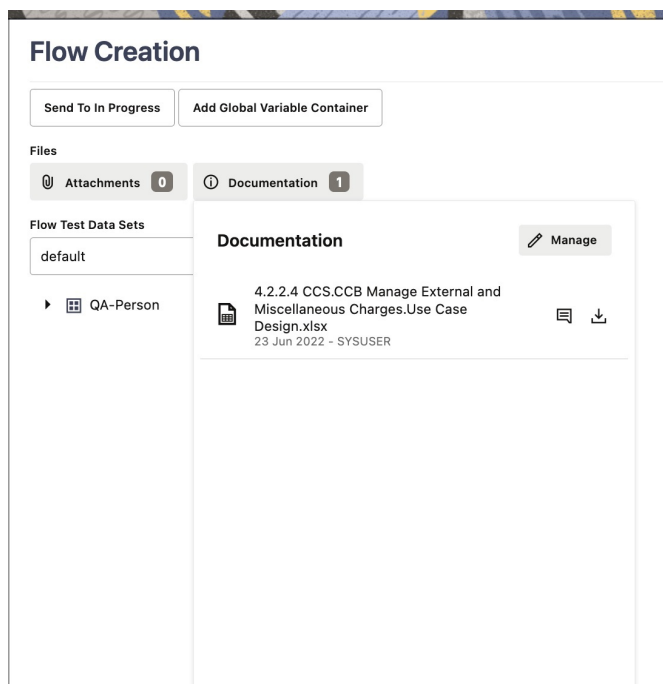 Flow Creation
Send To In Progress
Add Global Variable Container
Files
Attachments 0
Documentation 1
Flow Test Data Sets
default
QA-Person
Documentation
Manage
4.2.2.4 CCS.CCB Manage External and
Miscellaneous Charges.Use Case
Design.xlsx
23 Jun 2022 - SYSUSER